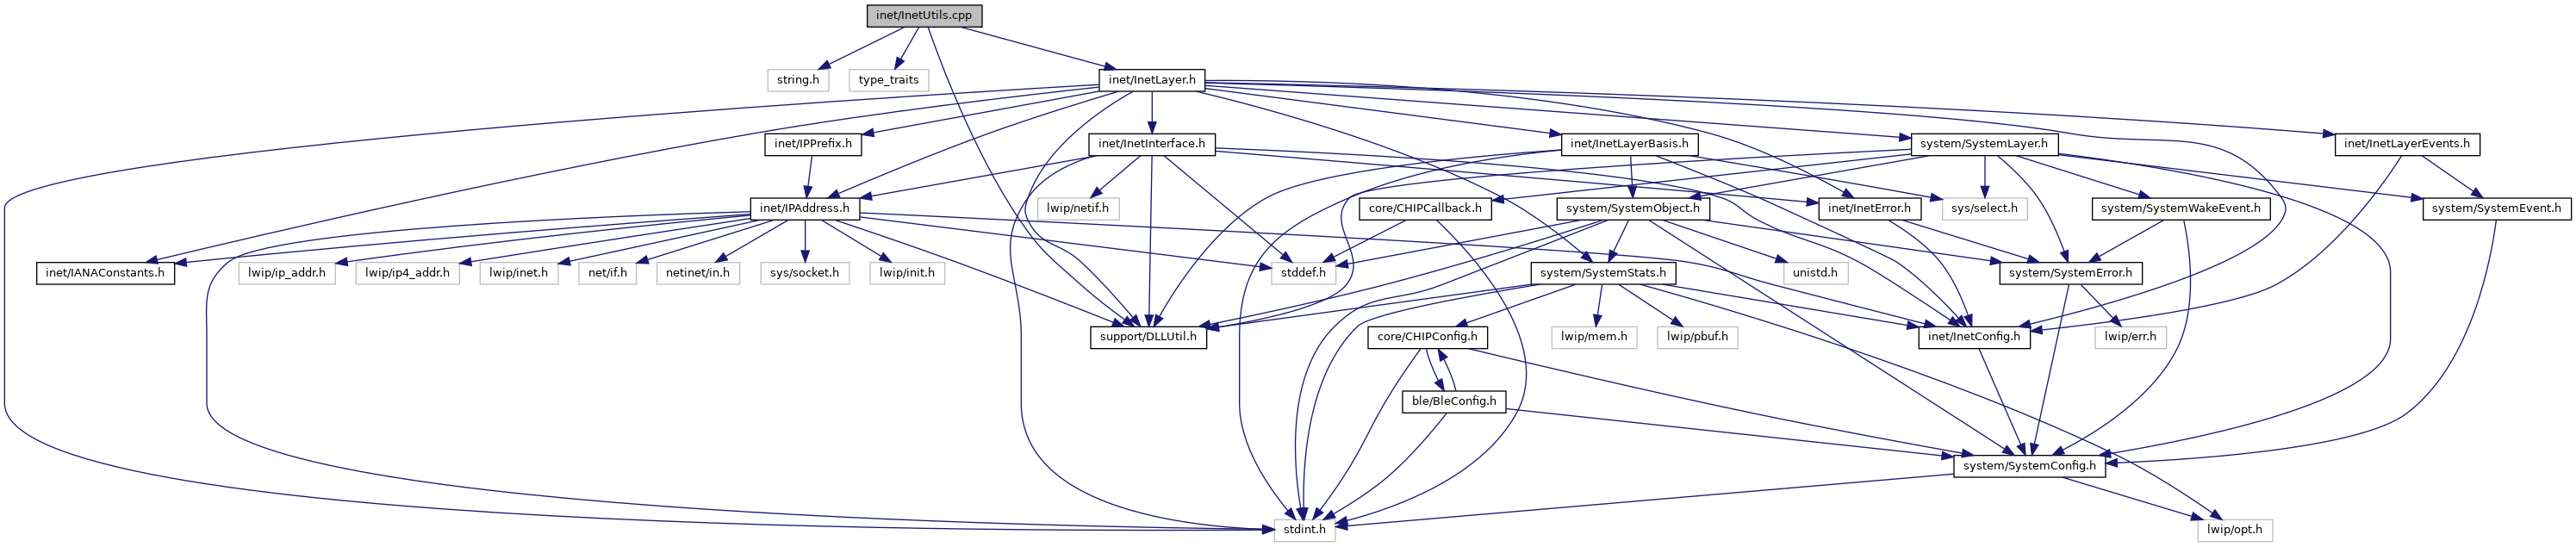 inet/InetUtils.cpp
string.h
type_traits
inet/InetLayer.h
inet/IPPrefix.h
inet/InetInterface.h
inet/InetLayerBasis.h
system/SystemLayer.h
inet/InetLayerEvents.h
inet/IPAddress.h
lwip/netif.h
core/CHIPCallback.h
system/SystemObject.h
inet/InetError.h
sys/select.h
system/SystemWakeEvent.h
system/SystemEvent.h
inet/IANAConstants.h
lwip/ip_addr.h
lwip/ip4_addr.h
lwip/inet.h
net/if.h
netinet/in.h
sys/socket.h
lwip/init.h
stddef.h
system/SystemStats.h
unistd.h
system/SystemError.h
support/DLLUtil.h
core/CHIPConfig.h
lwip/mem.h
lwip/pbuf.h
inet/InetConfig.h
lwip/err.h
ble/BleConfig.h
system/SystemConfig.h
stdint.h
lwip/opt.h